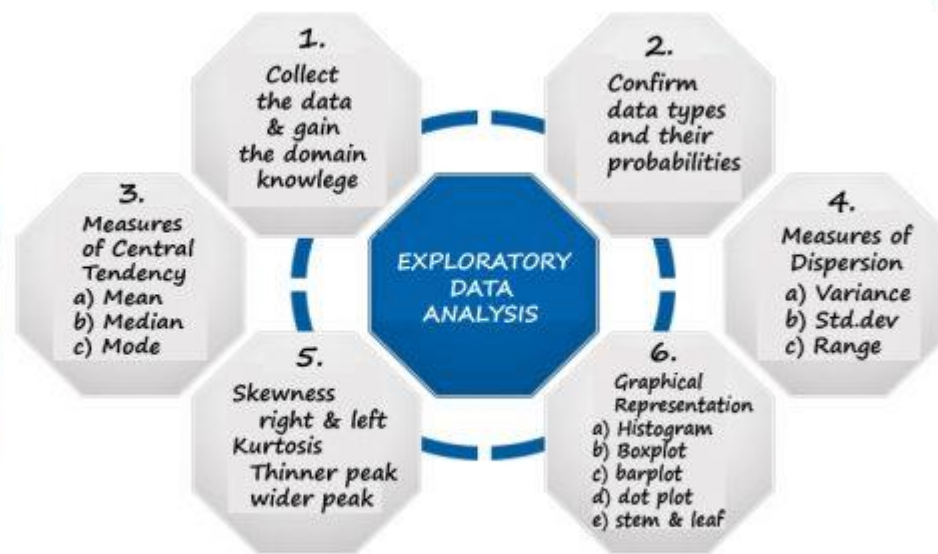 1.
Collect
the data
& gain
the domain
knowlege
2.
Confirm
data types
and their
probabilities
3.
Measures
of Central
Tendency
a) Mean
b) Median
c) Mode
EXPLORATORY
DATA
ANALYSIS
4.
Measures of
Dispersion
a) Variance
b) Std.dev
c) Range
5.
Skewness
right & left
Kurtosis
Thinner peak
wider peak
6.
Graphical
Representation
a) Histogram
b) Boxplot
c) barplot
d) dot plot
e) stem & leaf